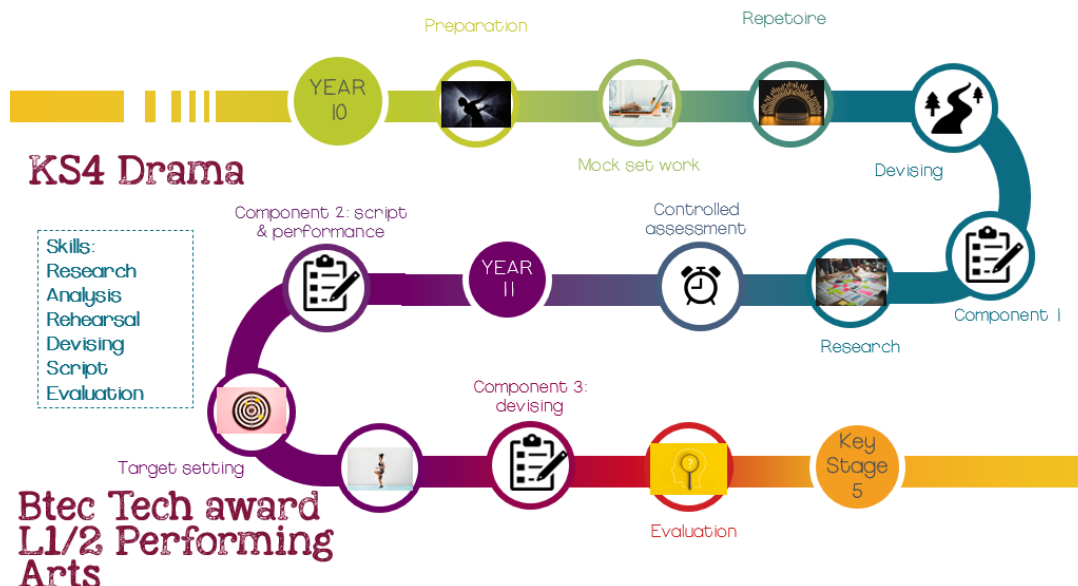 Preparation
Repetoire
YEAR
10
Mock set work
Devising
KS4 Drama
Component 2: script
& performance
Controlled
assessment
YEAR
11
Skills:
Research
Analysis
Rehearsal
Devising
Script
Evaluation
Component 1
Research
Component 3:
devising
Target setting
Key
Stage
5
Evaluation
Btec Tech award
L1/2 Performing
Arts